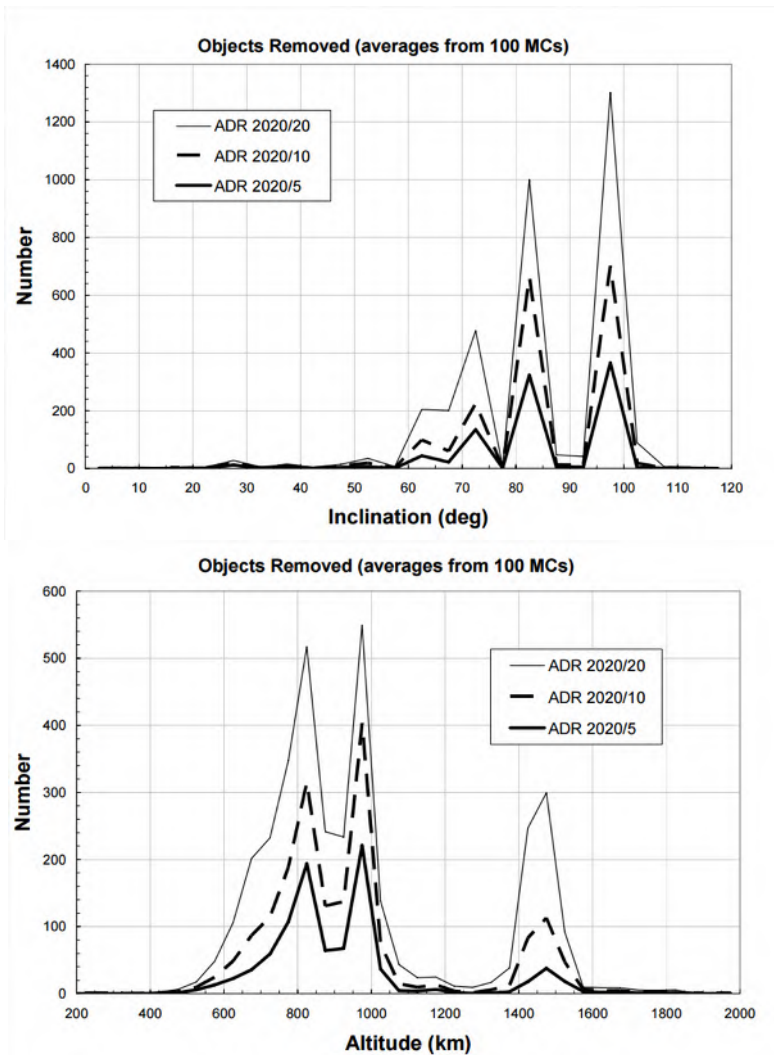 Objects Removed (averages from 100 MCs)
1400
1200
1000
800
600
400
200
0
Number
ADR 2020/20
ADR 2020/10
ADR 2020/5
0 10 20 30 40 50 60 70 80 90 100 110 120
Inclination (deg)
Objects Removed (averages from 100 MCs)
600
500
400
300
200
100
0
Number
ADR 2020/20
ADR 2020/10
ADR 2020/5
200 400 600 800 1000 1200 1400 1600 1800 2000
Altitude (km)